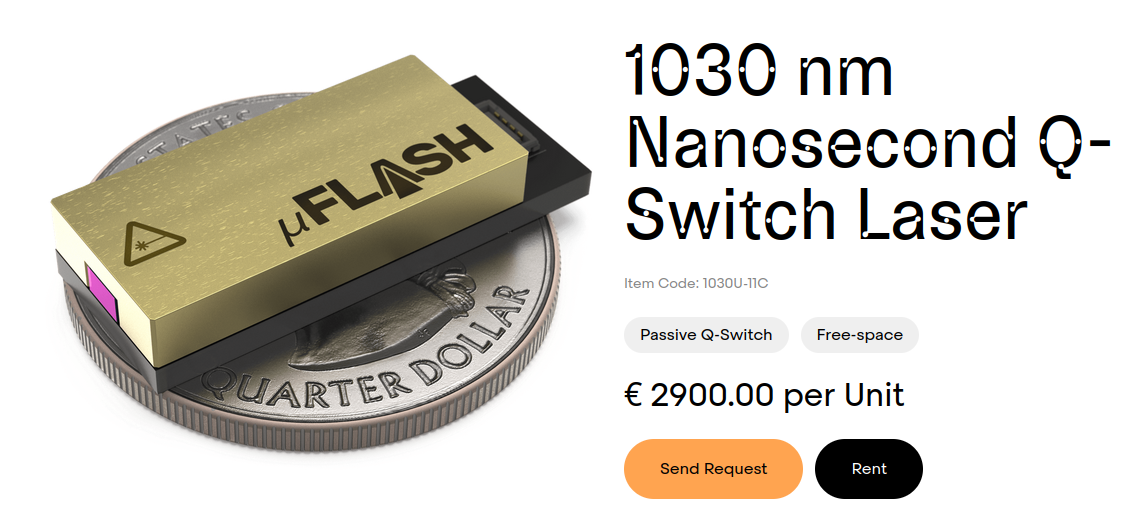 STATES
µFLASH
QUARTER DOLLAR
1030 nm
Nanosecond Q-
Switch Laser
Item Code: 1030U-11C
Passive Q-Switch
Free-space
€ 2900.00 per Unit
Send Request
Rent